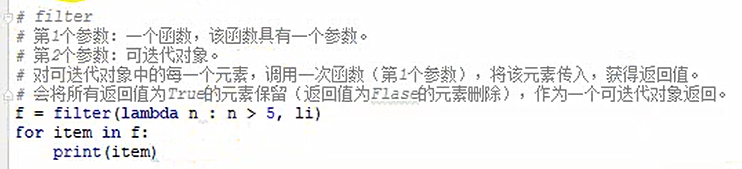 # filter
# 第1个参数：一个函数，该函数具有一个参数。
# 第2个参数：可迭代对象。
# 对可迭代对象中的每一个元素，调用一次函数（第1个参数），将该元素传入，获得返回值。
# 会将所有返回值为True的元素保留（返回值为Flase的元素删除），作为一个可迭代对象返回。
f = filter(lambda n : n > 5, li)
for item in f:
    print(item)